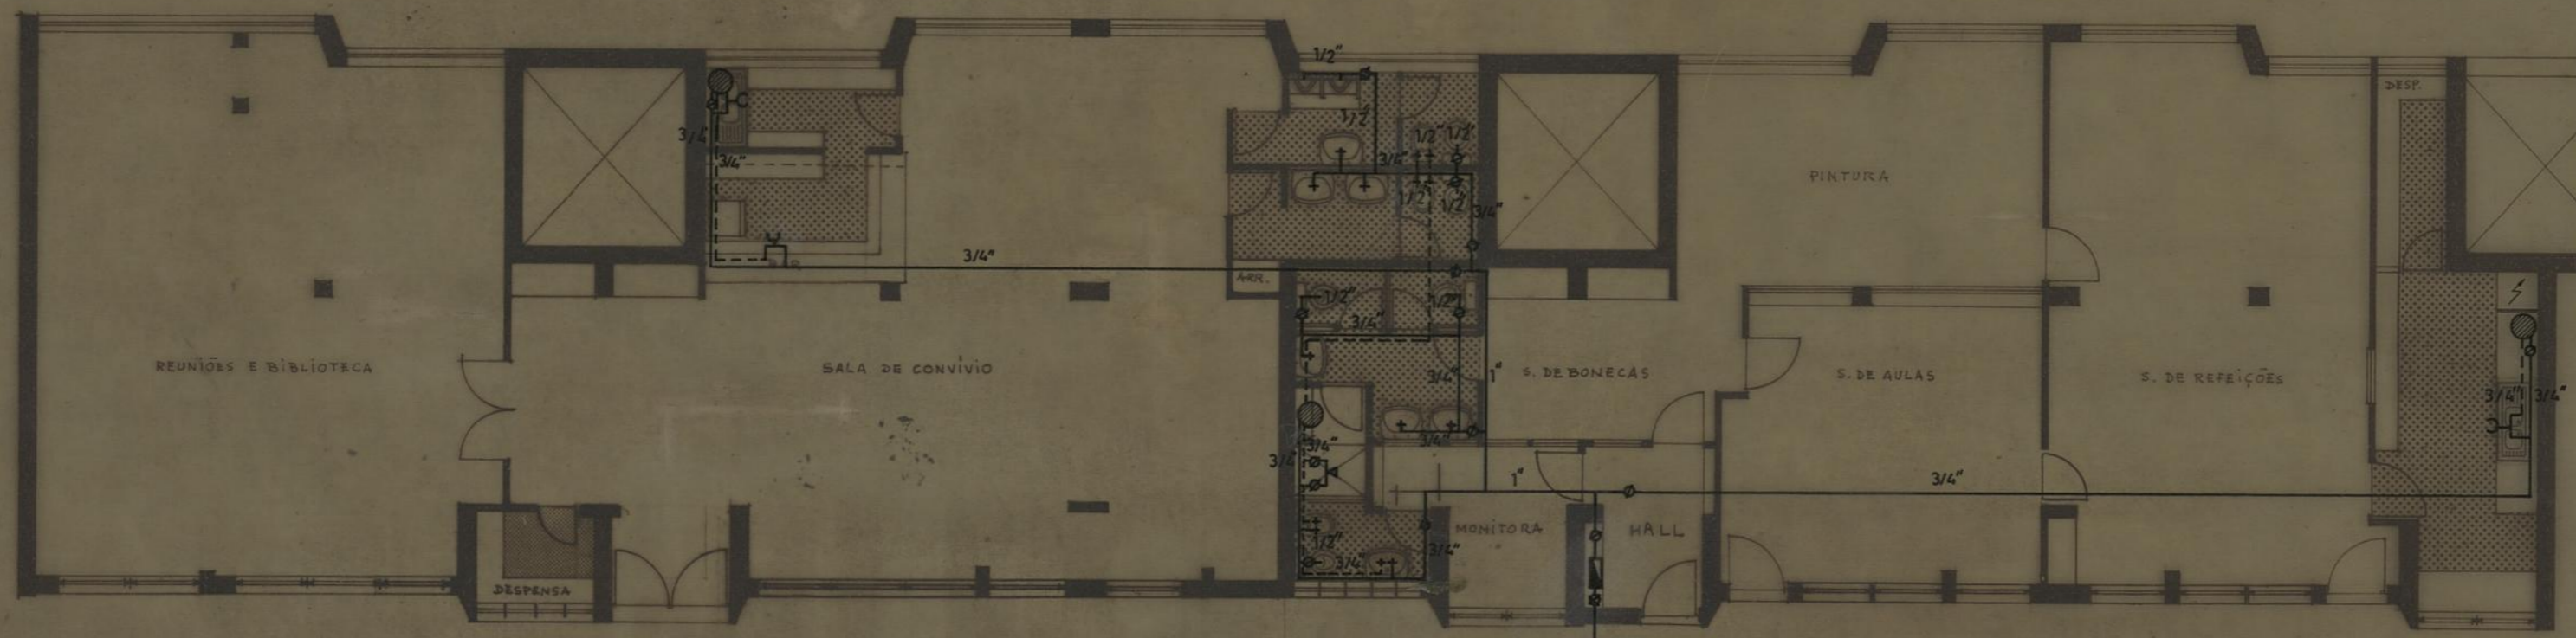 1/2"
DESP.
1/2"
3/4"
3/4"
1/2" 1/2"
3/4"
PINTURA
1/2" 1/2"
3/4"
3/4"
ARR.
1/2"
1/2"
3/4"
REUNIÕES E BIBLIOTECA
SALA DE CONVÍVIO
3/4"
1"
S. DE BONECAS
S. DE AULAS
S. DE REFEIÇÕES
3/4"
3/4"
3/4"
3/4"
3/4"
1"
3/4"
MONITORA
HALL
1/2"
3/4"
3/4"
DESPENSA